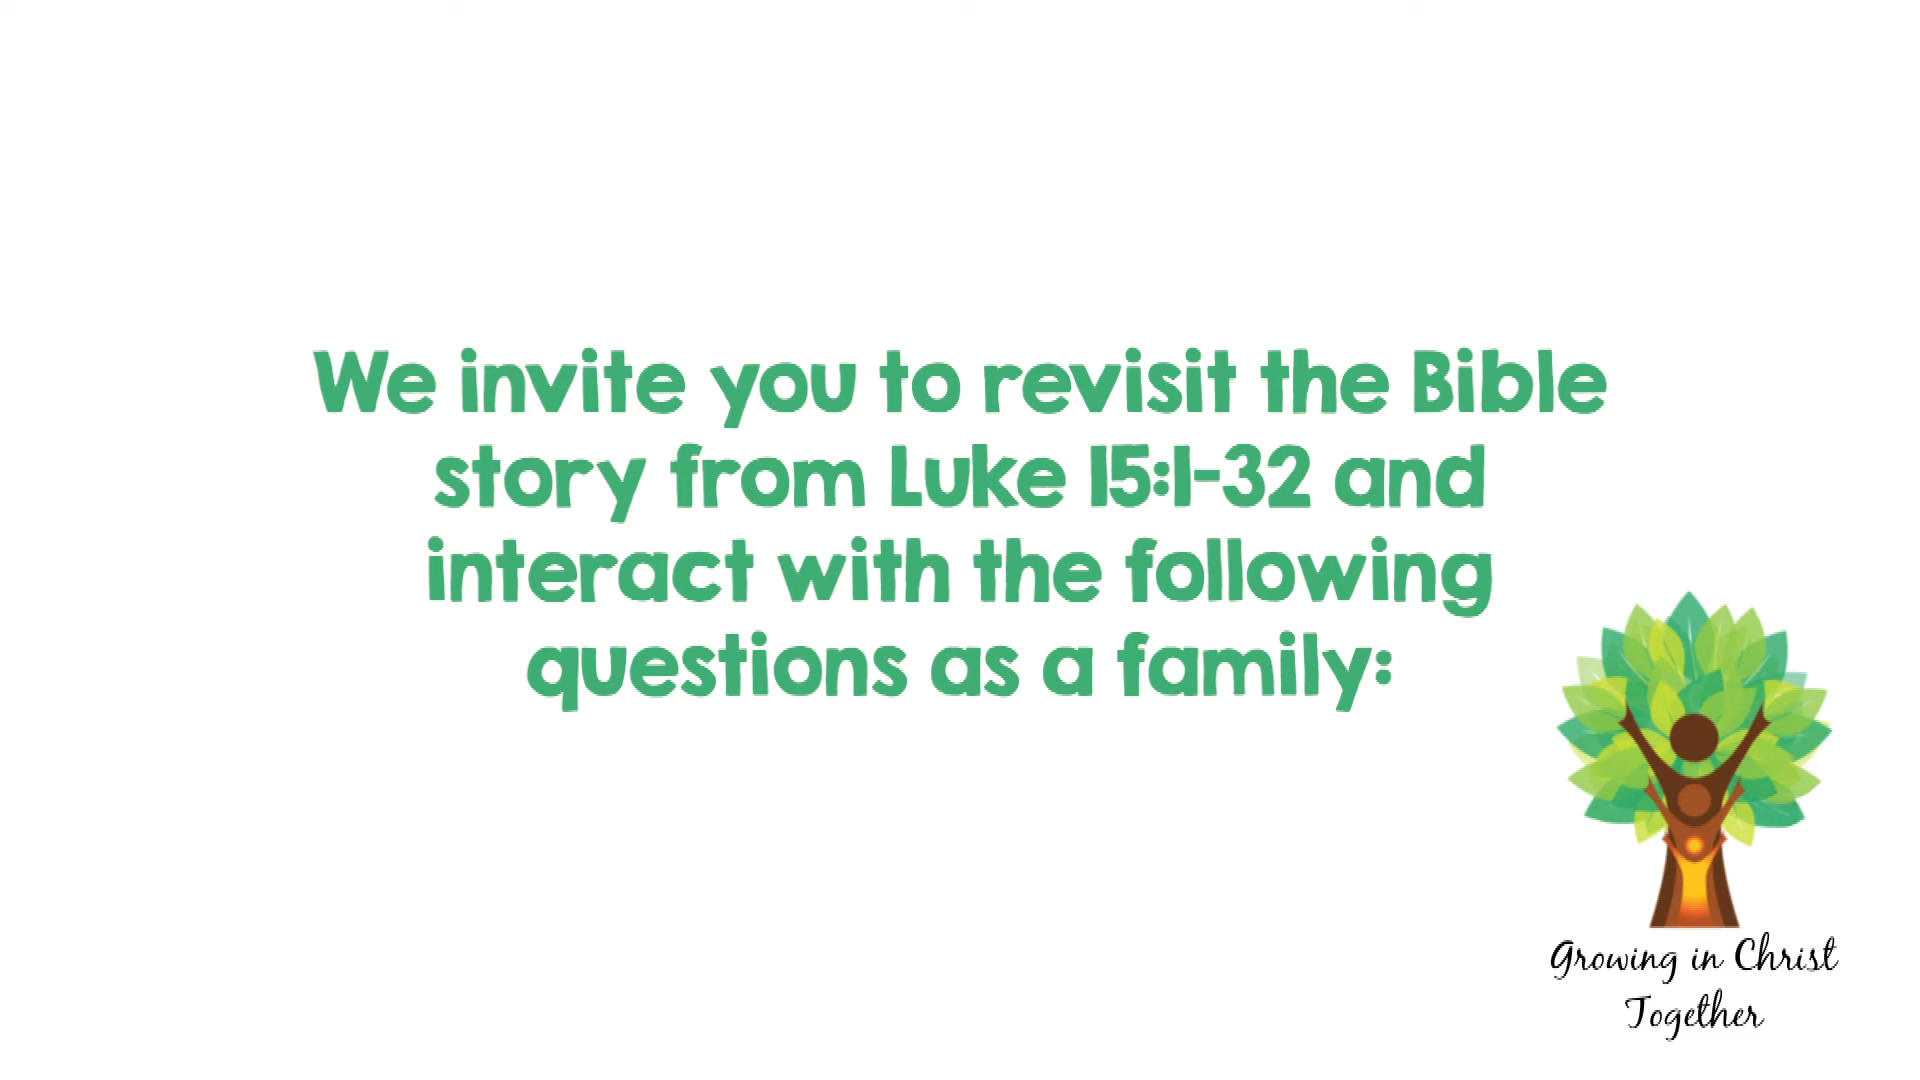 We invite you to revisit the Bible
story from Luke 15:1-32 and
interact with the following
questions as a family:
Growing in Christ
Together